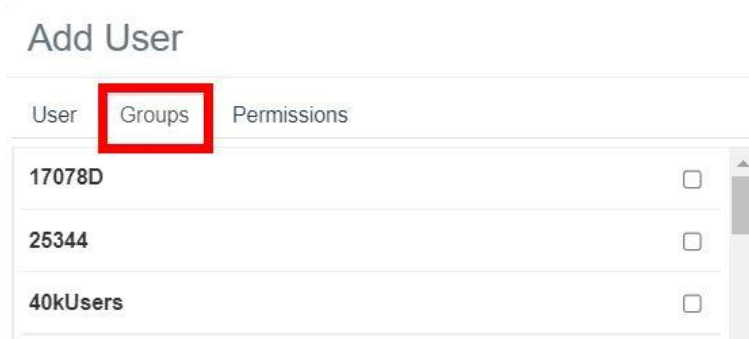 Add User
User Groups Permissions
17078D
25344
40kUsers